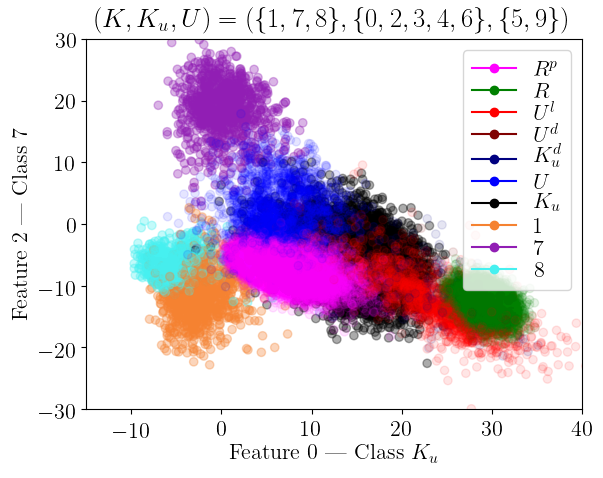 (K, K_u, U) = ({1, 7, 8}, {0, 2, 3, 4, 6}, {5, 9})
30
20
10
0
−10
−20
−30
Feature 2 — Class 7
R^p
R
U^l
U^d
K_u^d
U
K_u
1
7
8
−10 0 10 20 30 40
Feature 0 — Class K_u